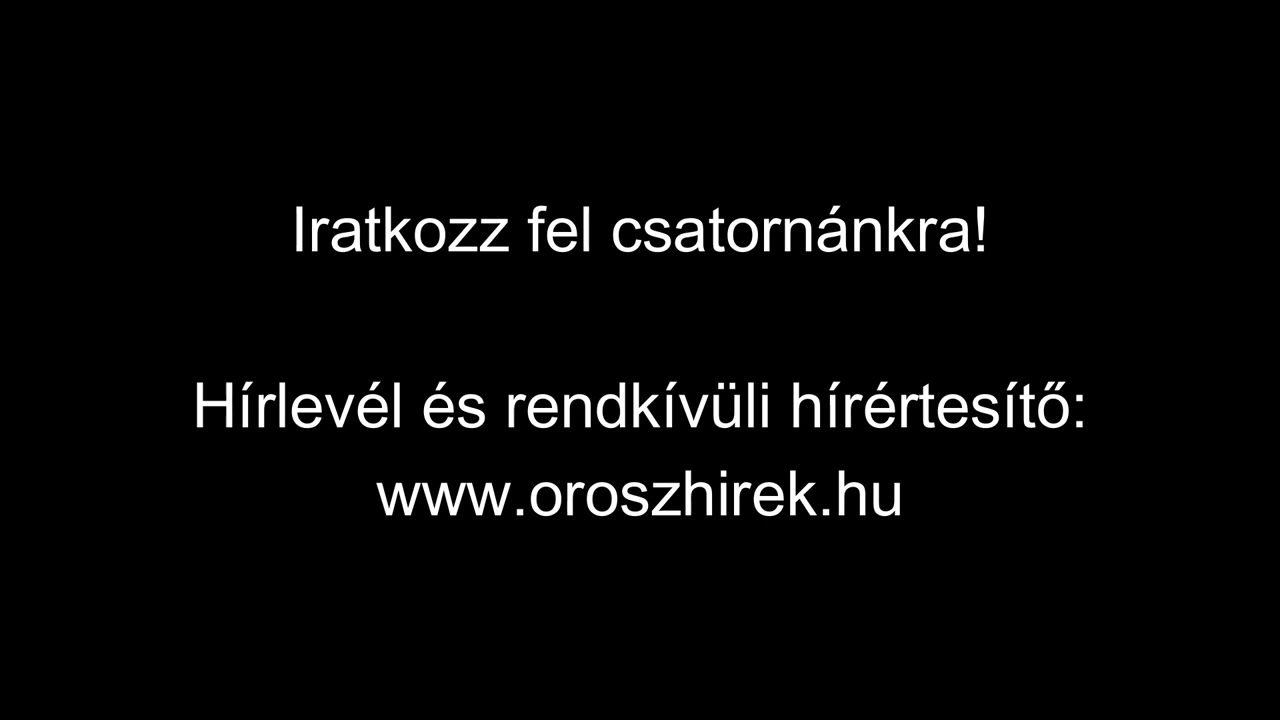 Iratkozz fel csatornánkra!
Hírlevél és rendkívüli hírértesítő:
www.oroszhirek.hu